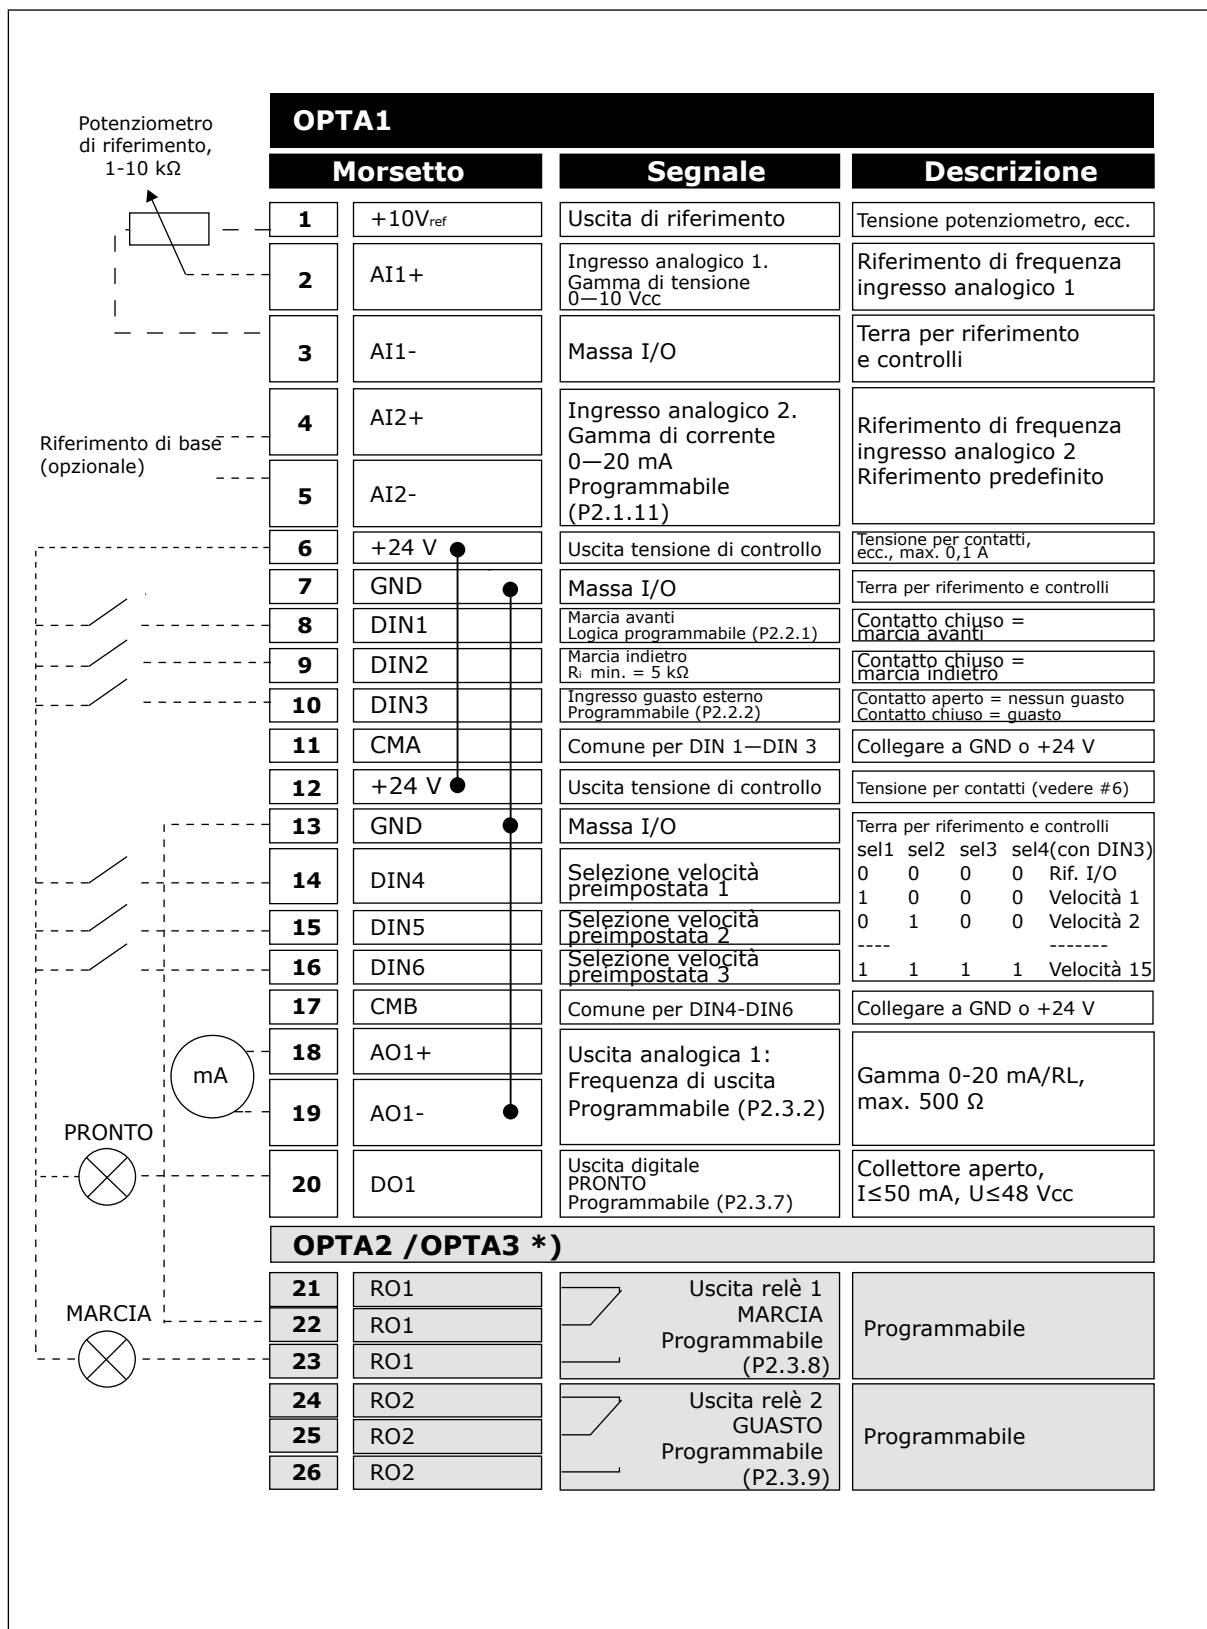 Potenziometro
di riferimento,
1-10 kΩ
OPTA1
Morsetto Segnale Descrizione
1 +10Vref Uscita di riferimento Tensione potenziometro, ecc.
2 AI1+ Ingresso analogico 1.
Gamma di tensione
0—10 Vcc
Riferimento di frequenza
ingresso analogico 1
3 AI1- Massa I/O Terra per riferimento
e controlli
Riferimento di base
(opzionale)
4 AI2+
5 AI2-
Ingresso analogico 2.
Gamma di corrente
0—20 mA
Programmabile
(P2.1.11)
Riferimento di frequenza
ingresso analogico 2
Riferimento predefinito
6 +24 V Uscita tensione di controllo Tensione per contatti,
ecc., max. 0,1 A
7 GND Massa I/O Terra per riferimento e controlli
8 DIN1 Marcia avanti
Logica programmabile (P2.2.1)
Contatto chiuso =
marcia avanti
9 DIN2 Marcia indietro
Ri min. = 5 kΩ
Contatto chiuso =
marcia indietro
10 DIN3 Ingresso guasto esterno
Programmabile (P2.2.2)
Contatto aperto = nessun guasto
Contatto chiuso = guasto
11 CMA Comune per DIN 1—DIN 3 Collegare a GND o +24 V
12 +24 V Uscita tensione di controllo Tensione per contatti (vedere #6)
13 GND Massa I/O Terra per riferimento e controlli
14 DIN4 Selezione velocità
preimpostata 1
15 DIN5 Selezione velocità
preimpostata 2
16 DIN6 Selezione velocità
preimpostata 3
sel1 sel2 sel3 sel4(con DIN3)
0 0 0 0 Rif. I/O
1 0 0 0 Velocità 1
0 1 0 0 Velocità 2
---- -------
1 1 1 1 Velocità 15
17 CMB Comune per DIN4-DIN6 Collegare a GND o +24 V
mA
18 AO1+
19 AO1-
Uscita analogica 1:
Frequenza di uscita
Programmabile (P2.3.2)
Gamma 0-20 mA/RL,
max. 500 Ω
PRONTO
20 DO1 Uscita digitale
PRONTO
Programmabile (P2.3.7)
Collettore aperto,
I≤50 mA, U≤48 Vcc
OPTA2 /OPTA3 *)
MARCIA
21 RO1
22 RO1
23 RO1
Uscita relè 1
MARCIA
Programmabile
(P2.3.8)
Programmabile
24 RO2
25 RO2
26 RO2
Uscita relè 2
GUASTO
Programmabile
(P2.3.9)
Programmabile